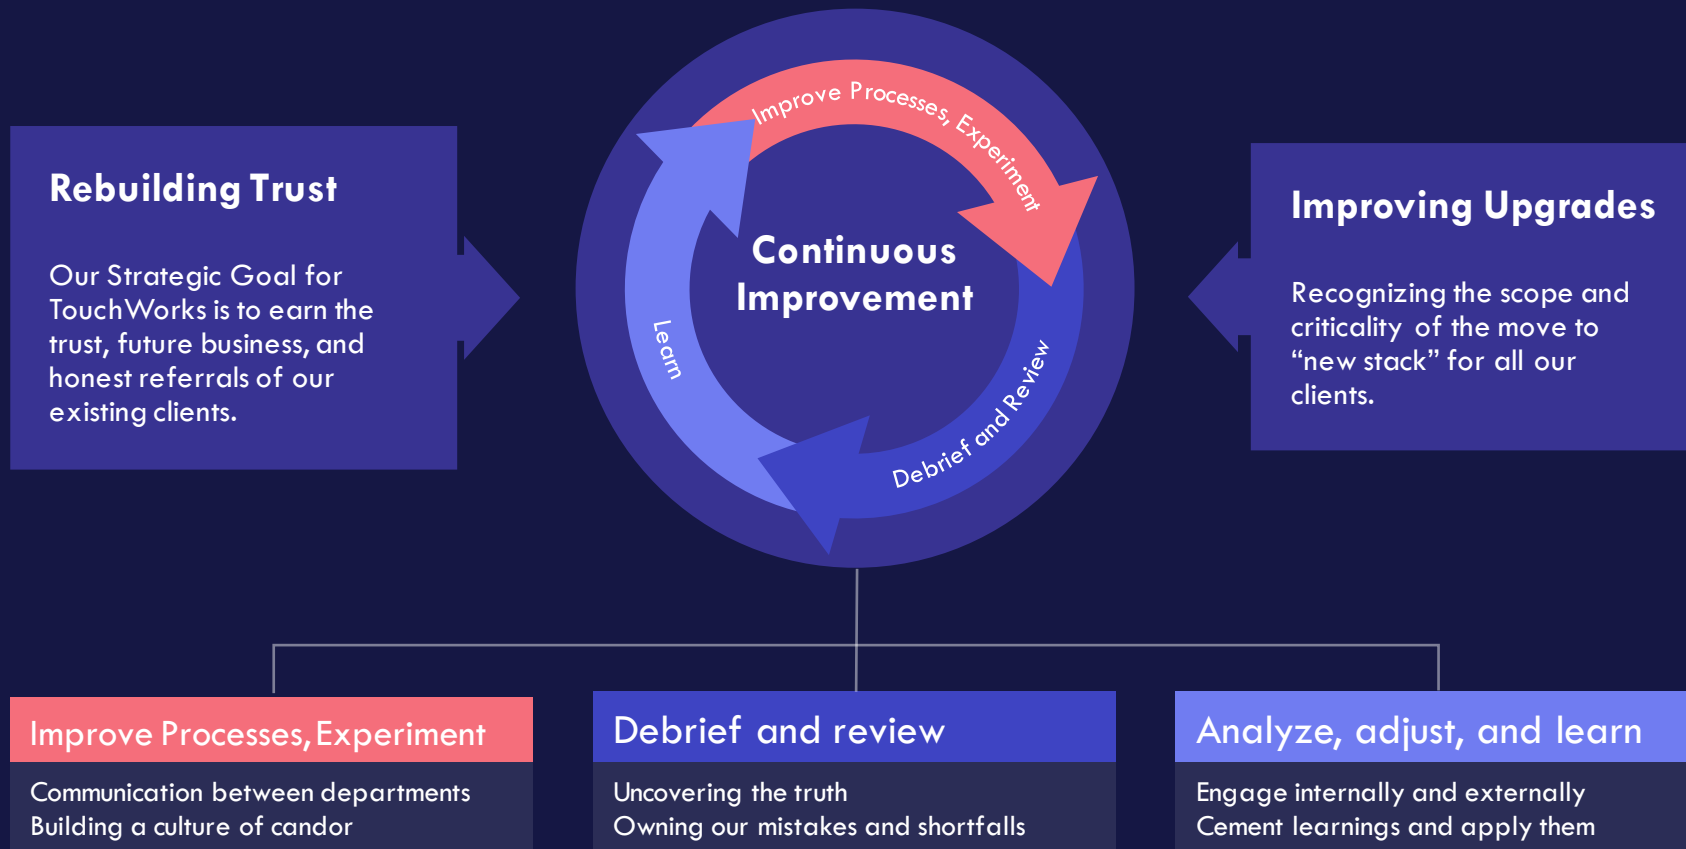 Improve Processes, Experiment
Debrief and Review
Learn
Continuous
Improvement
Rebuilding Trust
Our Strategic Goal for
TouchWorks is to earn the
trust, future business, and
honest referrals of our
existing clients.
Improving Upgrades
Recognizing the scope and
criticality of the move to
“new stack” for all our
clients.
Improve Processes, Experiment
Communication between departments
Building a culture of candor
Debrief and review
Uncovering the truth
Owning our mistakes and shortfalls
Analyze, adjust, and learn
Engage internally and externally
Cement learnings and apply them